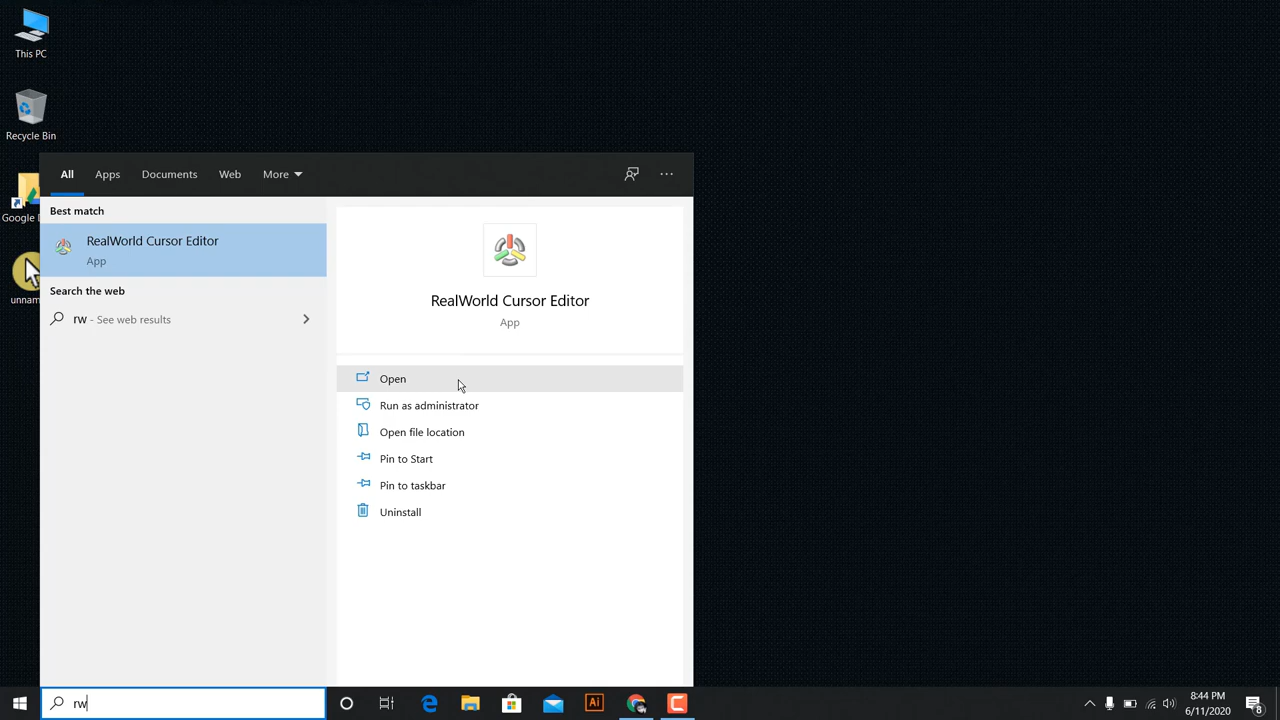 This PC
Recycle Bin
Google
unnam
All
Apps
Documents
Web
More
Best match
RealWorld Cursor Editor
App
Search the web
rw - See web results
RealWorld Cursor Editor
App
Open
Run as administrator
Open file location
Pin to Start
Pin to taskbar
Uninstall
rw
Ai
8:44 PM
6/11/2020
8